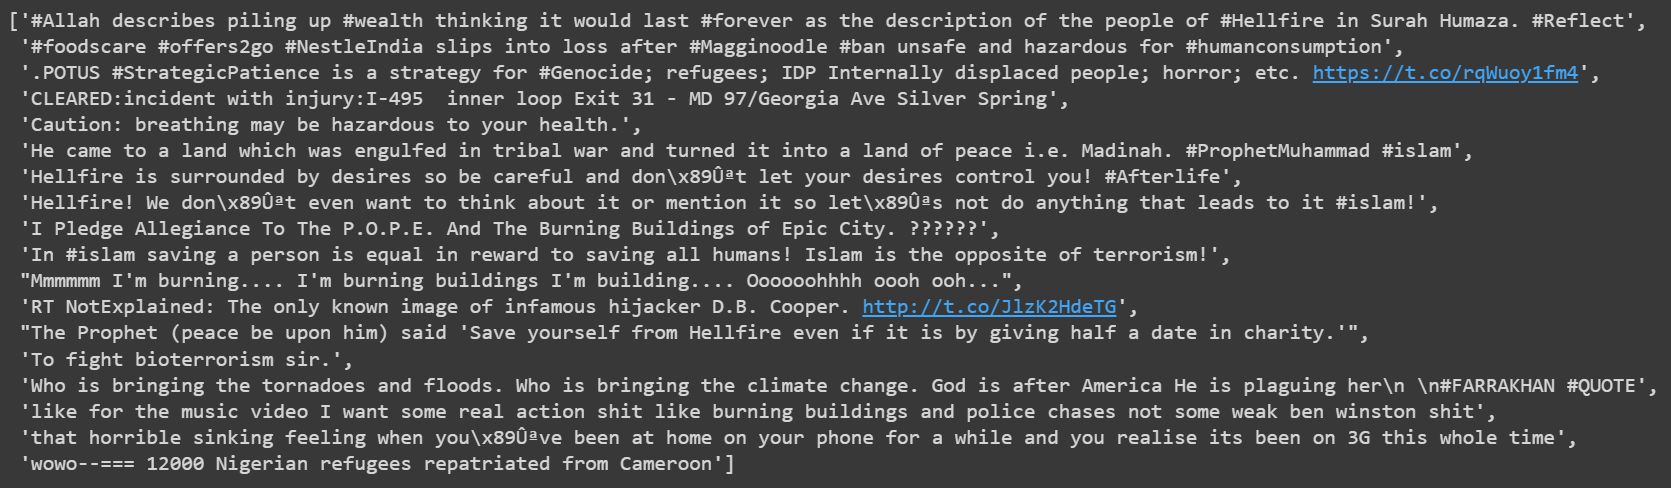 ['#Allah describes piling up #wealth thinking it would last #forever as the description of the people of #Hellfire in Surah Humaza. #Reflect',
'#foodscare #offers2go #NestleIndia slips into loss after #Magginoodle #ban unsafe and hazardous for #humanconsumption',
'.POTUS #StrategicPatience is a strategy for #Genocide; refugees; IDP Internally displaced people; horror; etc. https://t.co/rqWuoy1fm4',
'CLEARED:incident with injury:I-495  inner loop Exit 31 - MD 97/Georgia Ave Silver Spring',
'Caution: breathing may be hazardous to your health.',
'He came to a land which was engulfed in tribal war and turned it into a land of peace i.e. Madinah. #ProphetMuhammad #islam',
'Hellfire is surrounded by desires so be careful and don\x89Ûªt let your desires control you! #Afterlife',
'Hellfire! We don\x89Ûªt even want to think about it or mention it so let\x89Ûªs not do anything that leads to it #islam!',
'I Pledge Allegiance To The P.O.P.E. And The Burning Buildings of Epic City. ??????',
'In #islam saving a person is equal in reward to saving all humans! Islam is the opposite of terrorism!',
"Mmmmmm I'm burning.... I'm burning buildings I'm building.... Oooooohhhh oooh ooh...",
'RT NotExplained: The only known image of infamous hijacker D.B. Cooper. http://t.co/JlzK2HdeTG',
"The Prophet (peace be upon him) said 'Save yourself from Hellfire even if it is by giving half a date in charity.'",
'To fight bioterrorism sir.',
'Who is bringing the tornadoes and floods. Who is bringing the climate change. God is after America He is plaguing her\n \n#FARRAKHAN #QUOTE',
'like for the music video I want some real action shit like burning buildings and police chases not some weak ben winston shit',
'that horrible sinking feeling when you\x89Ûªve been at home on your phone for a while and you realise its been on 3G this whole time',
'wowo--=== 12000 Nigerian refugees repatriated from Cameroon']